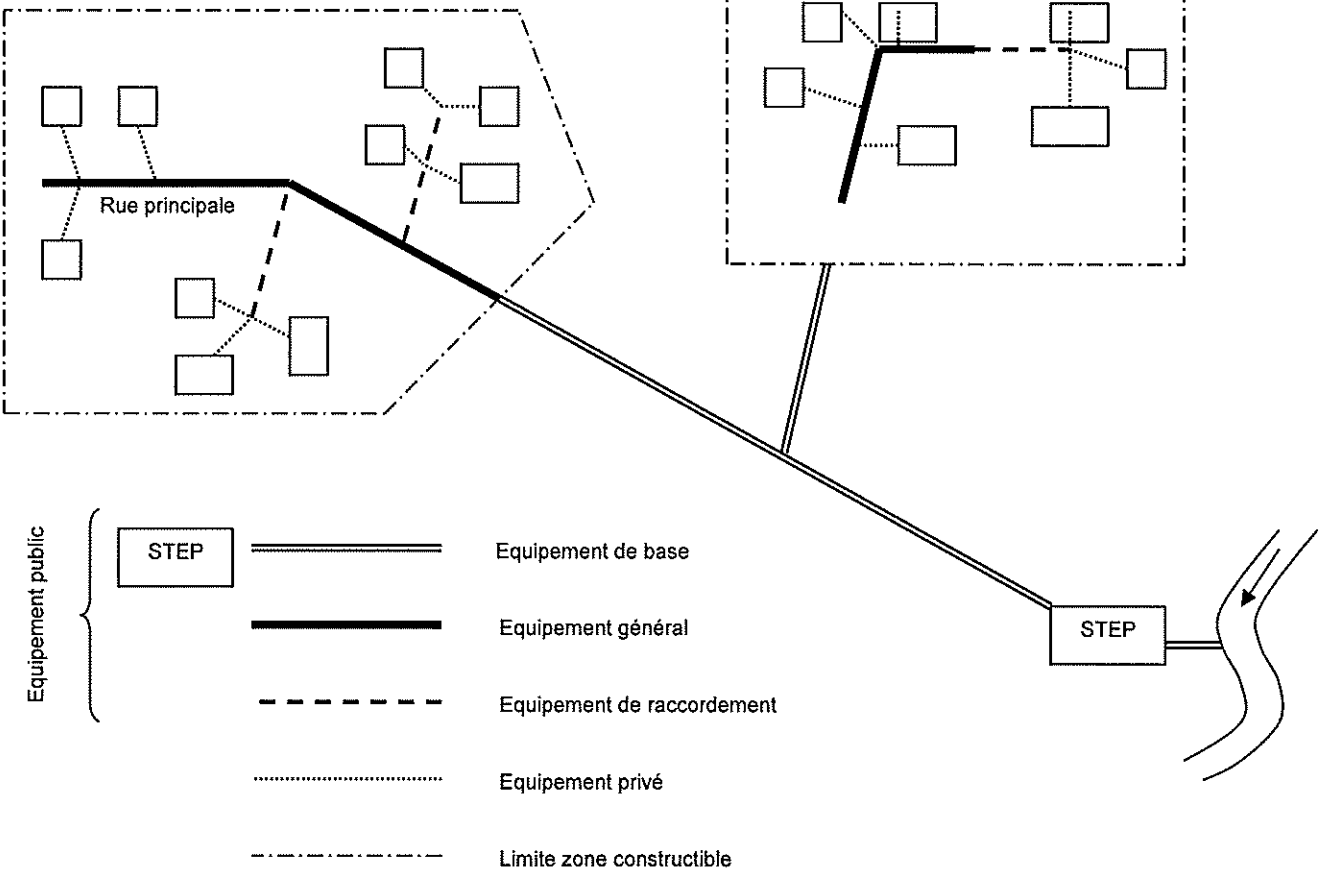 Rue principale
Equipement public
STEP
Equipement de base
Equipement général
STEP
Equipement de raccordement
Equipement privé
Limite zone constructible